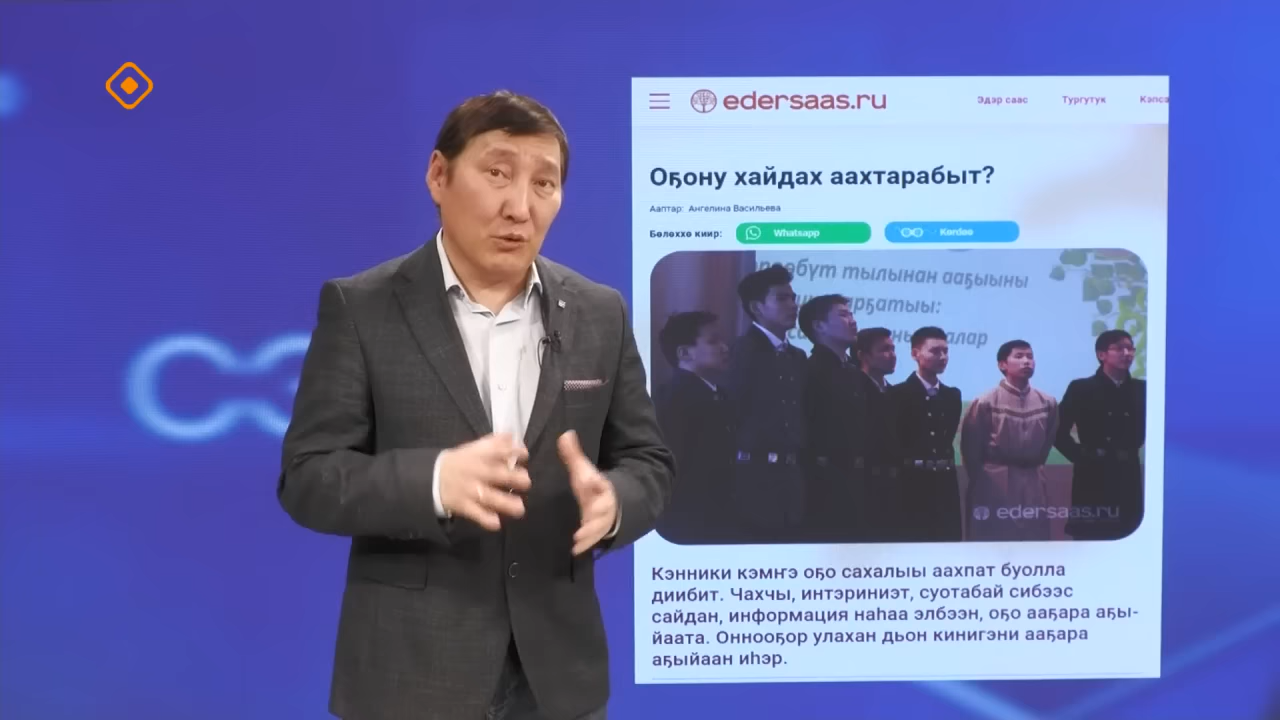 edersaas.ru
Эдэр саас Тургутук
Оҕону хайдах аахтарабыт?
Ааптар: Ангелина Васильева
Бөлөххө киир: Whatsapp Kerdee
тылынан ааҕыыны
edersaas.ru
Кэнники кэмҥэ оҕо сахалыы аахпат буолла
диибит. Чахчы, интэриниэт, суотабай сибээс
сайдан, информация наһаа элбээн, оҕо ааҕара аҕы-
йаата. Оннооҕор улахан дьон кинигэни ааҕара
аҕыйаан иһэр.